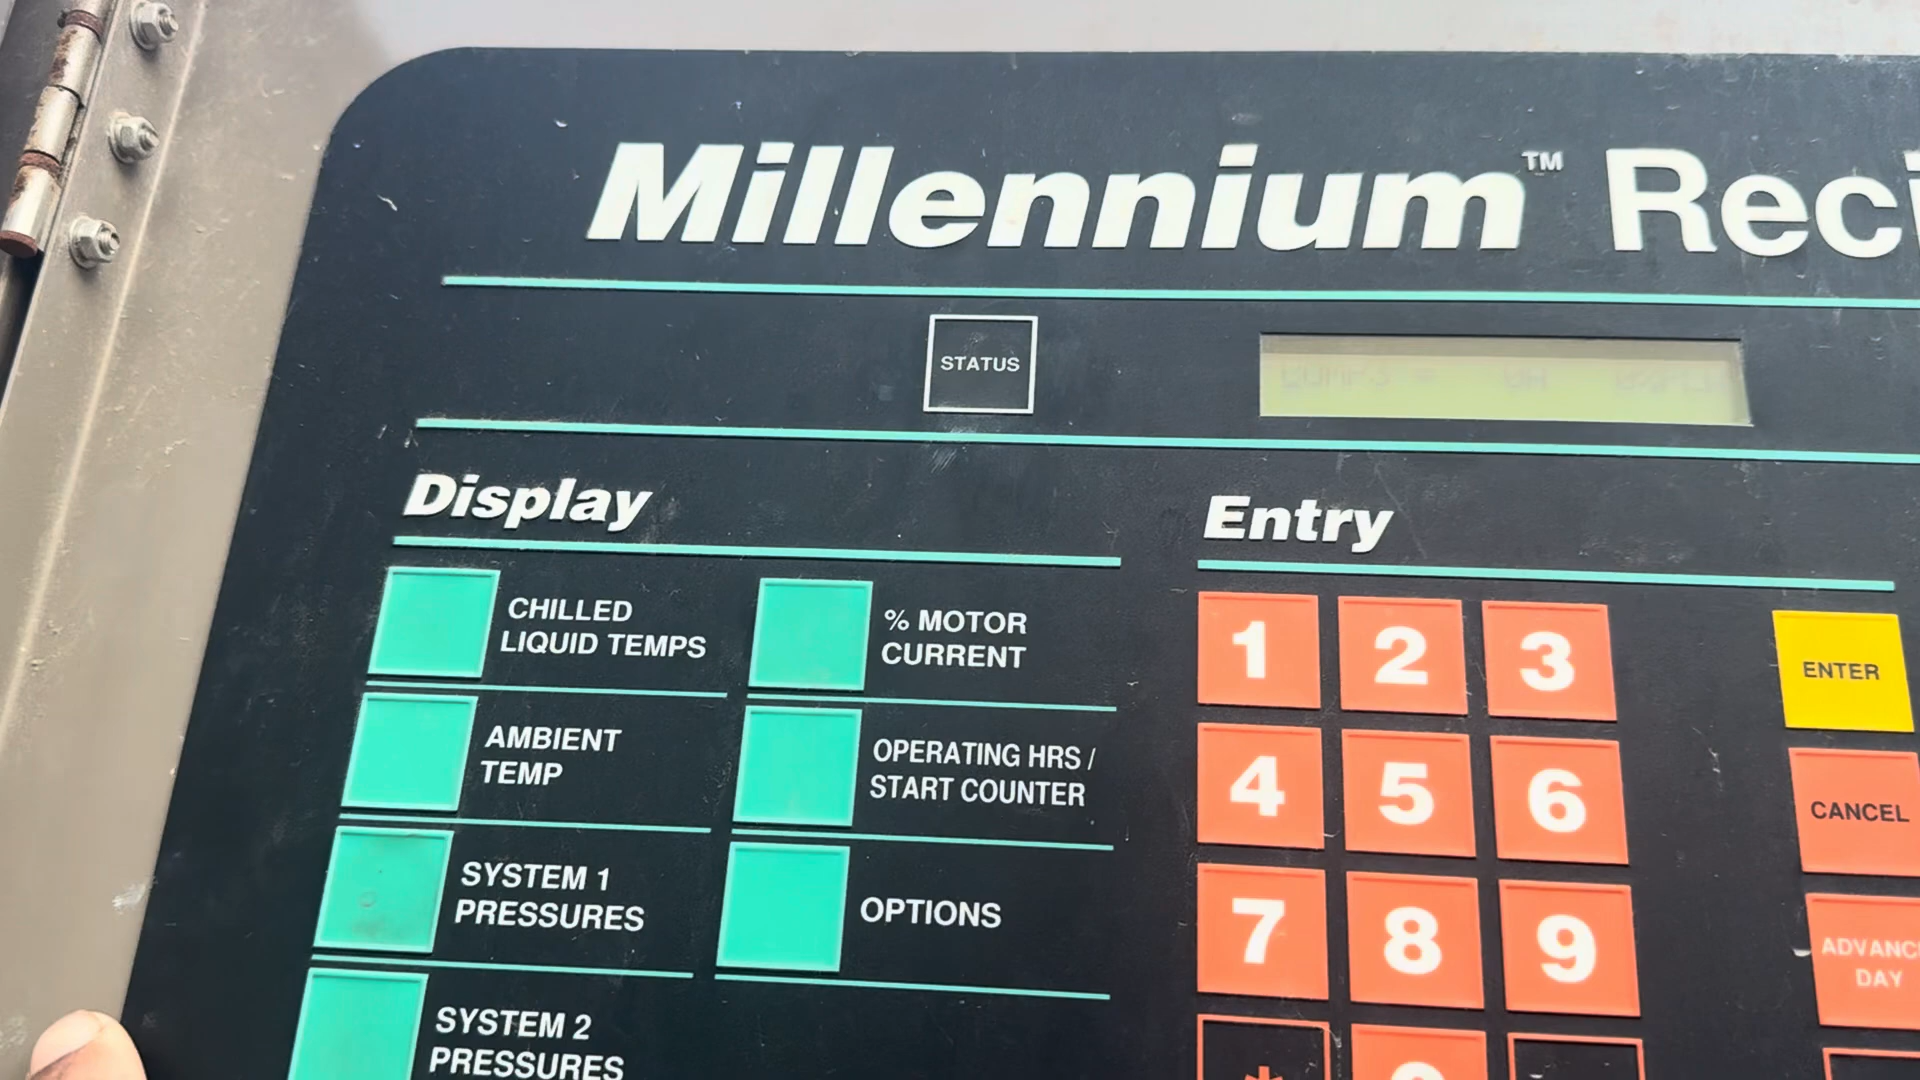 Millennium™ Reci
STATUS
Display
Entry
CHILLED
LIQUID TEMPS
% MOTOR
CURRENT
1 2 3
ENTER
AMBIENT
TEMP
OPERATING HRS /
START COUNTER
4 5 6
CANCEL
SYSTEM 1
PRESSURES
OPTIONS
7 8 9
ADVANC
DAY
SYSTEM 2
PRESSURES
*